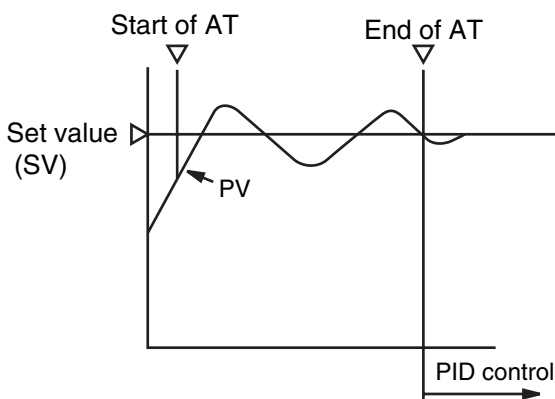 Start of AT
End of AT
Set value
(SV)
PV
PID control